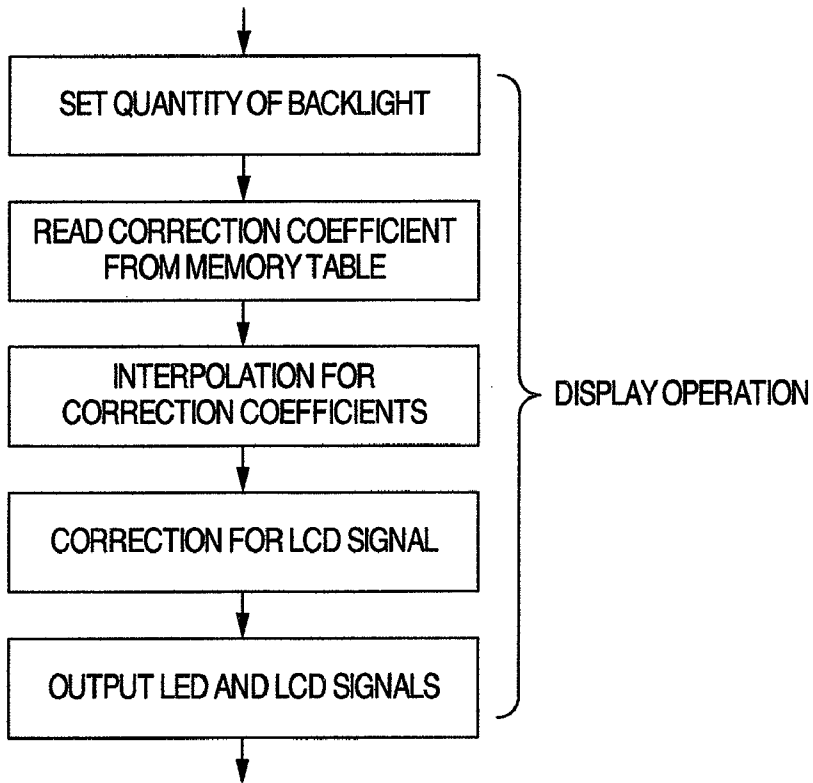 SET QUANTITY OF BACKLIGHT
READ CORRECTION COEFFICIENT
FROM MEMORY TABLE
INTERPOLATION FOR
CORRECTION COEFFICIENTS
DISPLAY OPERATION
CORRECTION FOR LCD SIGNAL
OUTPUT LED AND LCD SIGNALS